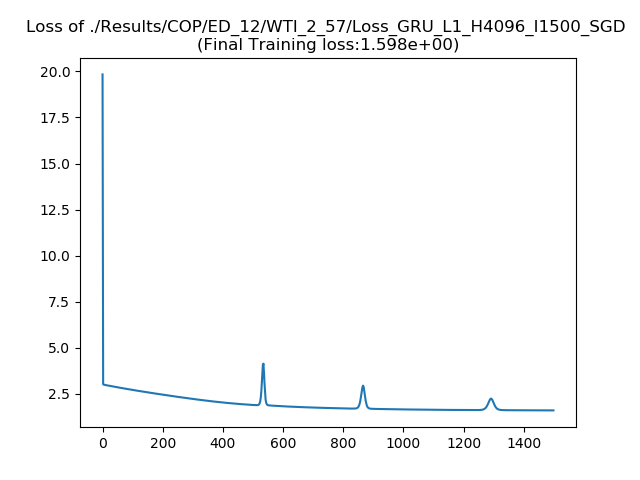 Loss of ./Results/COP/ED_12/WTI_2_57/Loss_GRU_L1_H4096_I1500_SGD
(Final Training loss:1.598e+00)
20.0
17.5
15.0
12.5
10.0
7.5
5.0
2.5
0 200 400 600 800 1000 1200 1400